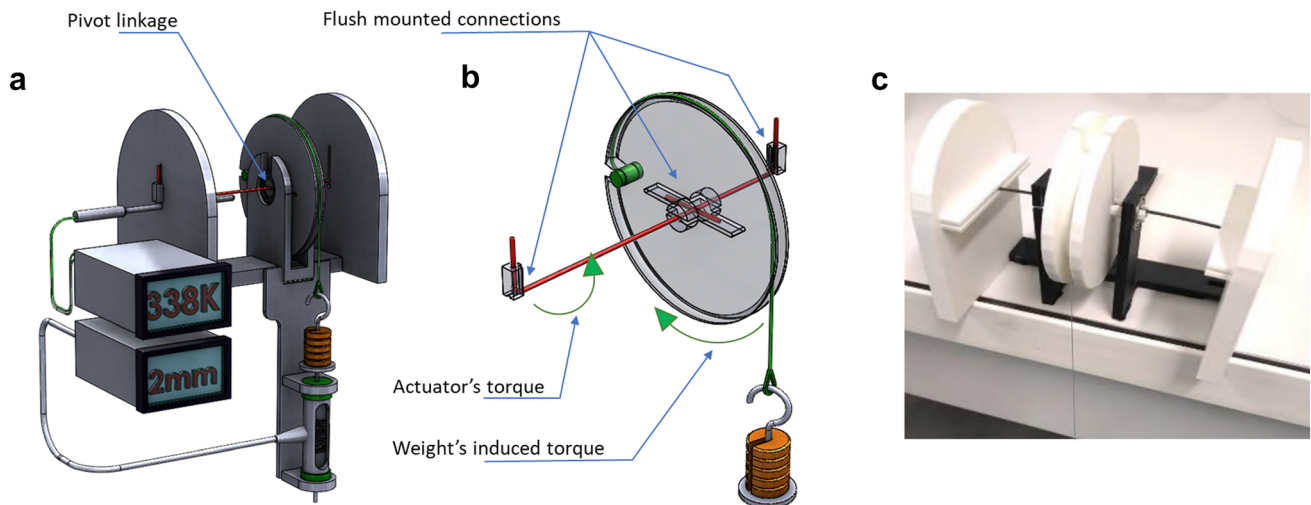 Pivot linkage
Flush mounted connections
a
b
c
338K
2mm
Actuator's torque
Weight's induced torque